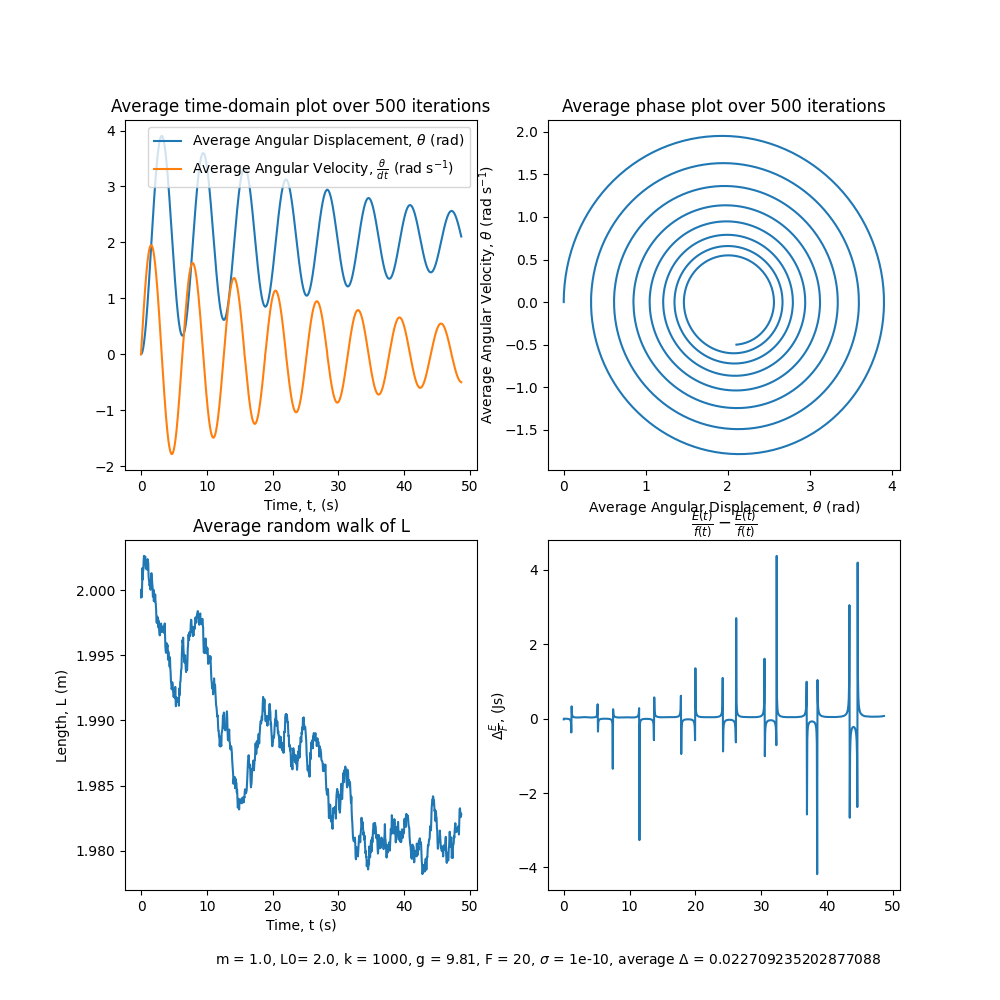 Average time-domain plot over 500 iterations
Average Angular Displacement, θ (rad)
Average Angular Velocity, θ/dt (rad s⁻¹)
4
3
2
1
0
−1
−2
0 10 20 30 40 50
Time, t, (s)
Average phase plot over 500 iterations
Average Angular Velocity, θ (rad s⁻¹)
2.0
1.5
1.0
0.5
0.0
−0.5
−1.0
−1.5
0 1 2 3 4
Average Angular Displacement, θ (rad)
Average random walk of L
Length, L (m)
2.000
1.995
1.990
1.985
1.980
0 10 20 30 40 50
Time, t (s)
E(t)/f(t) − E(t)/f(t)
Δ E/F, (Js)
4
2
0
−2
−4
0 10 20 30 40 50
m = 1.0, L0= 2.0, k = 1000, g = 9.81, F = 20, σ = 1e-10, average Δ = 0.022709235202877088